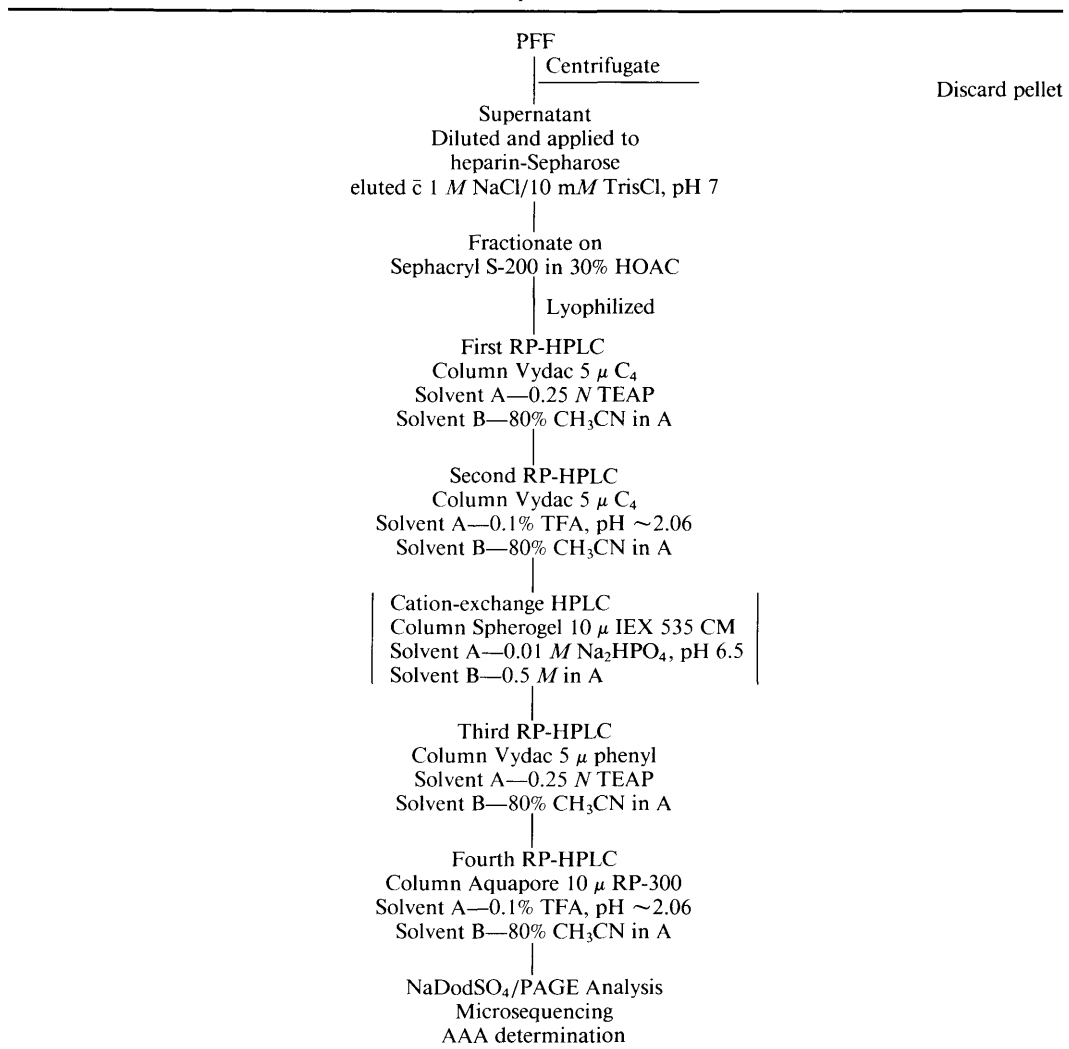 PFF
Centrifugate
Discard pellet
Supernatant
Diluted and applied to
heparin-Sepharose
eluted c̄ 1 M NaCl/10 mM TrisCl, pH 7
Fractionate on
Sephacryl S-200 in 30% HOAC
Lyophilized
First RP-HPLC
Column Vydac 5 μ C₄
Solvent A—0.25 N TEAP
Solvent B—80% CH₃CN in A
Second RP-HPLC
Column Vydac 5 μ C₄
Solvent A—0.1% TFA, pH ~2.06
Solvent B—80% CH₃CN in A
Cation-exchange HPLC
Column Spherogel 10 μ IEX 535 CM
Solvent A—0.01 M Na₂HPO₄, pH 6.5
Solvent B—0.5 M in A
Third RP-HPLC
Column Vydac 5 μ phenyl
Solvent A—0.25 N TEAP
Solvent B—80% CH₃CN in A
Fourth RP-HPLC
Column Aquapore 10 μ RP-300
Solvent A—0.1% TFA, pH ~2.06
Solvent B—80% CH₃CN in A
NaDodSO₄/PAGE Analysis
Microsequencing
AAA determination